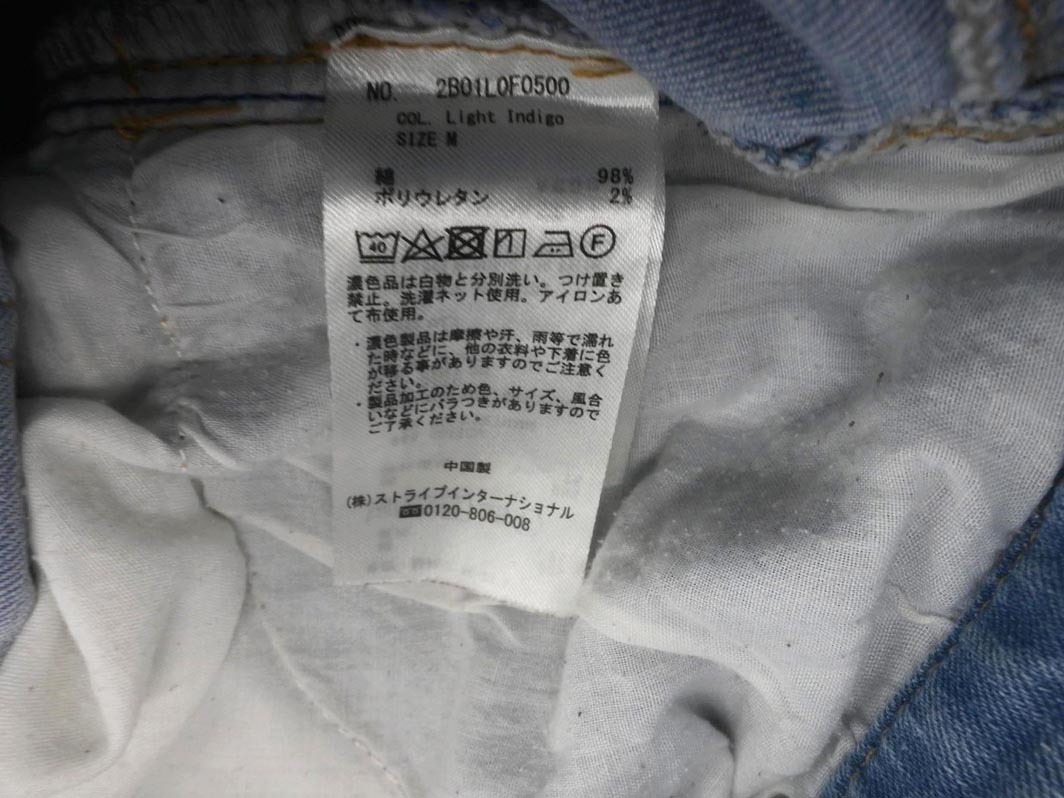 NO. 2B01L0F0500
COL. Light Indigo
SIZE M
綿 98%
ポリウレタン 2%
40 F
濃色品は白物と分別洗い。つけ置き
禁止。洗濯ネット使用。アイロンあ
て布使用。
・濃色製品は摩擦や汗、雨等で濡れ
た時などに、他の衣料や下着に色
が移る事がありますのでご注意く
ださい。
・製品加工のため色、サイズ、風合
いなどにバラつきがありますので
ご了承ください。
中国製
(株)ストライプインターナショナル
0120-806-008